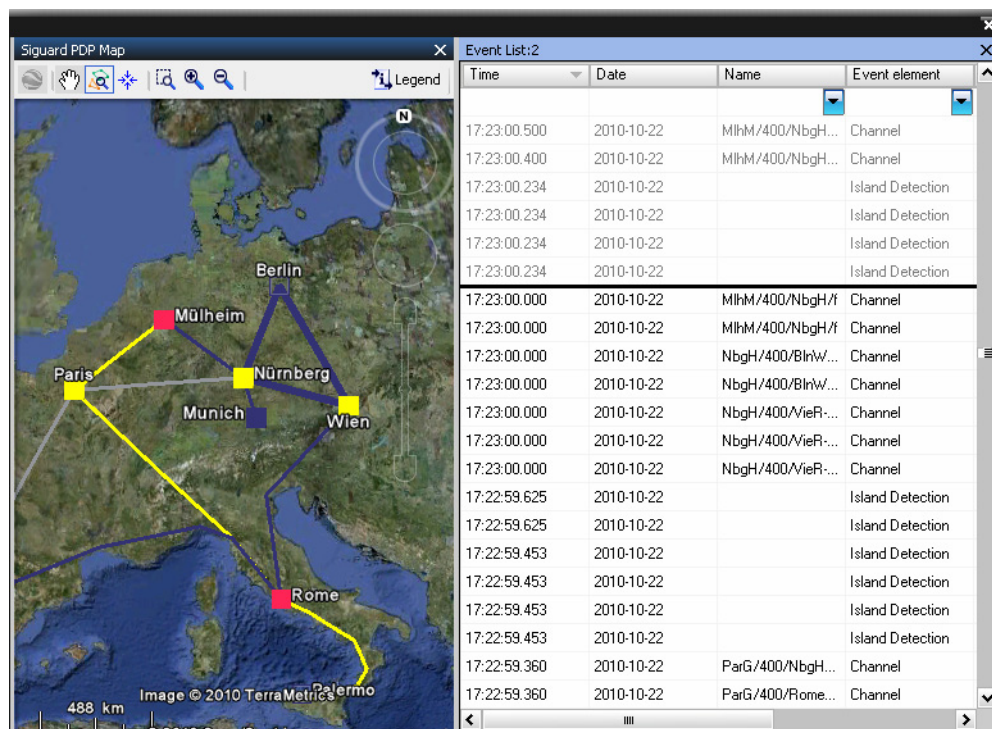 Siguard PDP Map
Legend
N
Berlin
Mülheim
Paris
Nürnberg
Munich
Wien
Rome
Palermo
Image © 2010 TerraMetrics
488 km
Event List:2
Time Date Name Event element
17:23:00.500 2010-10-22 MlhM/400/NbgH... Channel
17:23:00.400 2010-10-22 MlhM/400/NbgH... Channel
17:23:00.234 2010-10-22 Island Detection
17:23:00.234 2010-10-22 Island Detection
17:23:00.234 2010-10-22 Island Detection
17:23:00.234 2010-10-22 Island Detection
17:23:00.000 2010-10-22 MlhM/400/NbgH/f Channel
17:23:00.000 2010-10-22 MlhM/400/NbgH/f Channel
17:23:00.000 2010-10-22 NbgH/400/BlnW... Channel
17:23:00.000 2010-10-22 NbgH/400/BlnW... Channel
17:23:00.000 2010-10-22 NbgH/400/VieR-... Channel
17:23:00.000 2010-10-22 NbgH/400/VieR-... Channel
17:23:00.000 2010-10-22 NbgH/400/VieR-... Channel
17:22:59.625 2010-10-22 Island Detection
17:22:59.625 2010-10-22 Island Detection
17:22:59.453 2010-10-22 Island Detection
17:22:59.453 2010-10-22 Island Detection
17:22:59.453 2010-10-22 Island Detection
17:22:59.453 2010-10-22 Island Detection
17:22:59.360 2010-10-22 ParG/400/NbgH... Channel
17:22:59.360 2010-10-22 ParG/400/Rome... Channel